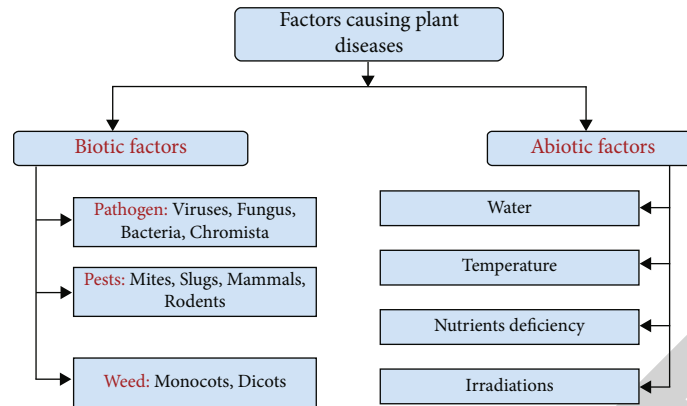 Factors causing plant
diseases
Biotic factors
Pathogen: Viruses, Fungus,
Bacteria, Chromista
Pests: Mites, Slugs, Mammals,
Rodents
Weed: Monocots, Dicots
Abiotic factors
Water
Temperature
Nutrients deficiency
Irradiations